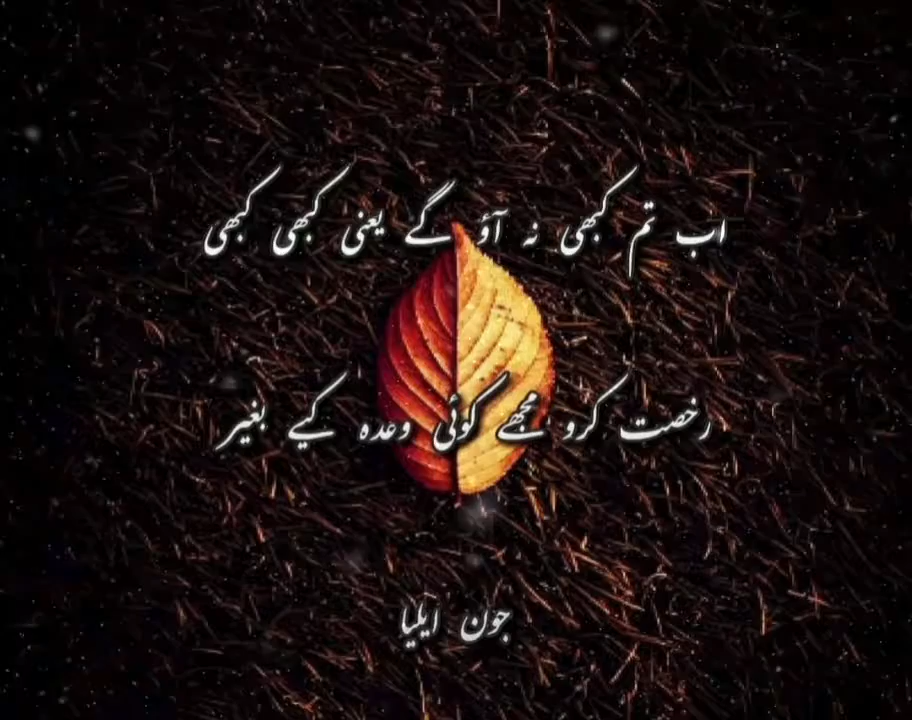 اب تم کبھی نہ آؤ گے یعنی کبھی کبھی
رخصت کرو مجھے کوئی وعدہ کیے بغیر
جون ایلیا